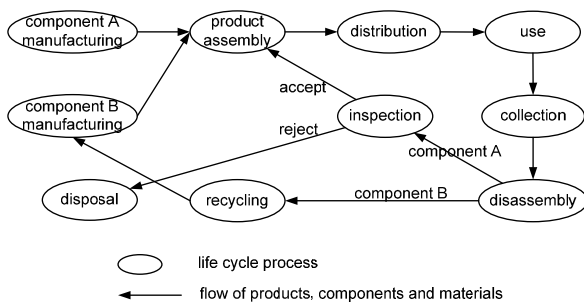 component A
manufacturing
product
assembly
distribution
use
accept
component B
manufacturing
inspection
collection
reject
component A
disposal
recycling
component B
disassembly
life cycle process
flow of products, components and materials